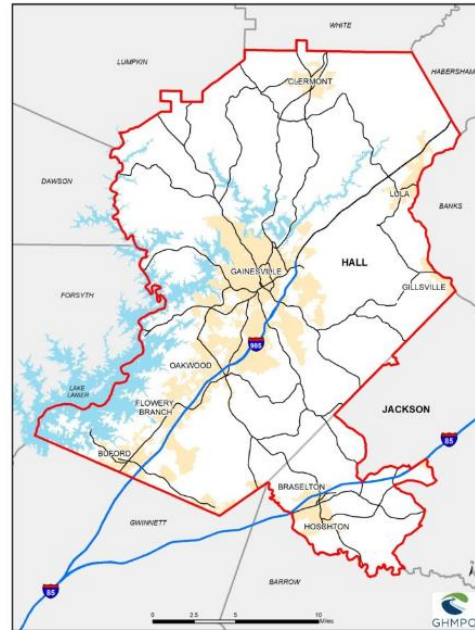 WHITE
LUMPKIN
HABERSHAM
CLERMONT
DAWSON
LULA
BANKS
HALL
GAINESVILLE
GILLSVILLE
FORSYTH
985
OAKWOOD
LAKE
LANIER
JACKSON
FLOWERY
BRANCH
85
BUFORD
BRASELTON
GWINNETT
HOSCHTON
85
BARROW
0 2.5 5 10
Miles
GHMPO